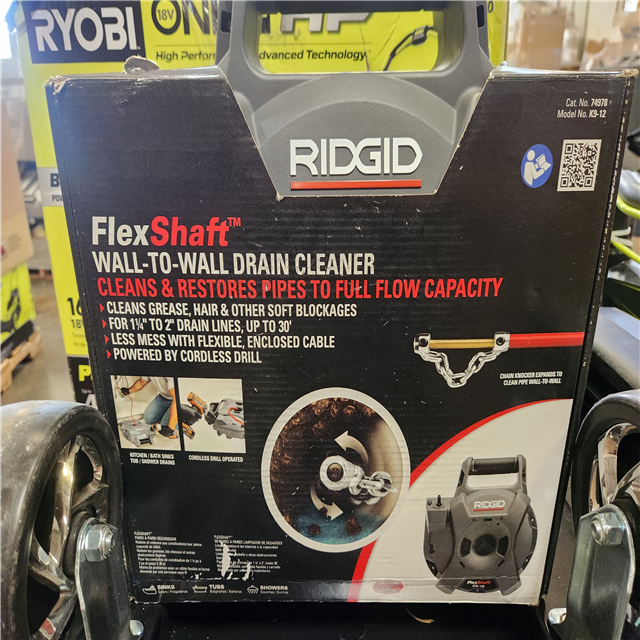 RYOBI
18V
ONE
HP
Advanced Technology
RIDGID
Cat. No. 74978
Model No. K9-12
FlexShaft™
WALL-TO-WALL DRAIN CLEANER
CLEANS & RESTORES PIPES TO FULL FLOW CAPACITY
CLEANS GREASE, HAIR & OTHER SOFT BLOCKAGES
FOR 1¼" TO 2" DRAIN LINES, UP TO 30'
LESS MESS WITH FLEXIBLE, ENCLOSED CABLE
POWERED BY CORDLESS DRILL
CHAIN KNOCKER EXPANDS TO
CLEAN PIPE WALL-TO-WALL
KITCHEN / BATH SINKS
TUB / SHOWER DRAINS
CORDLESS DRILL OPERATED
RIDGID
FlexShaft
SINKS
TUBS
SHOWERS